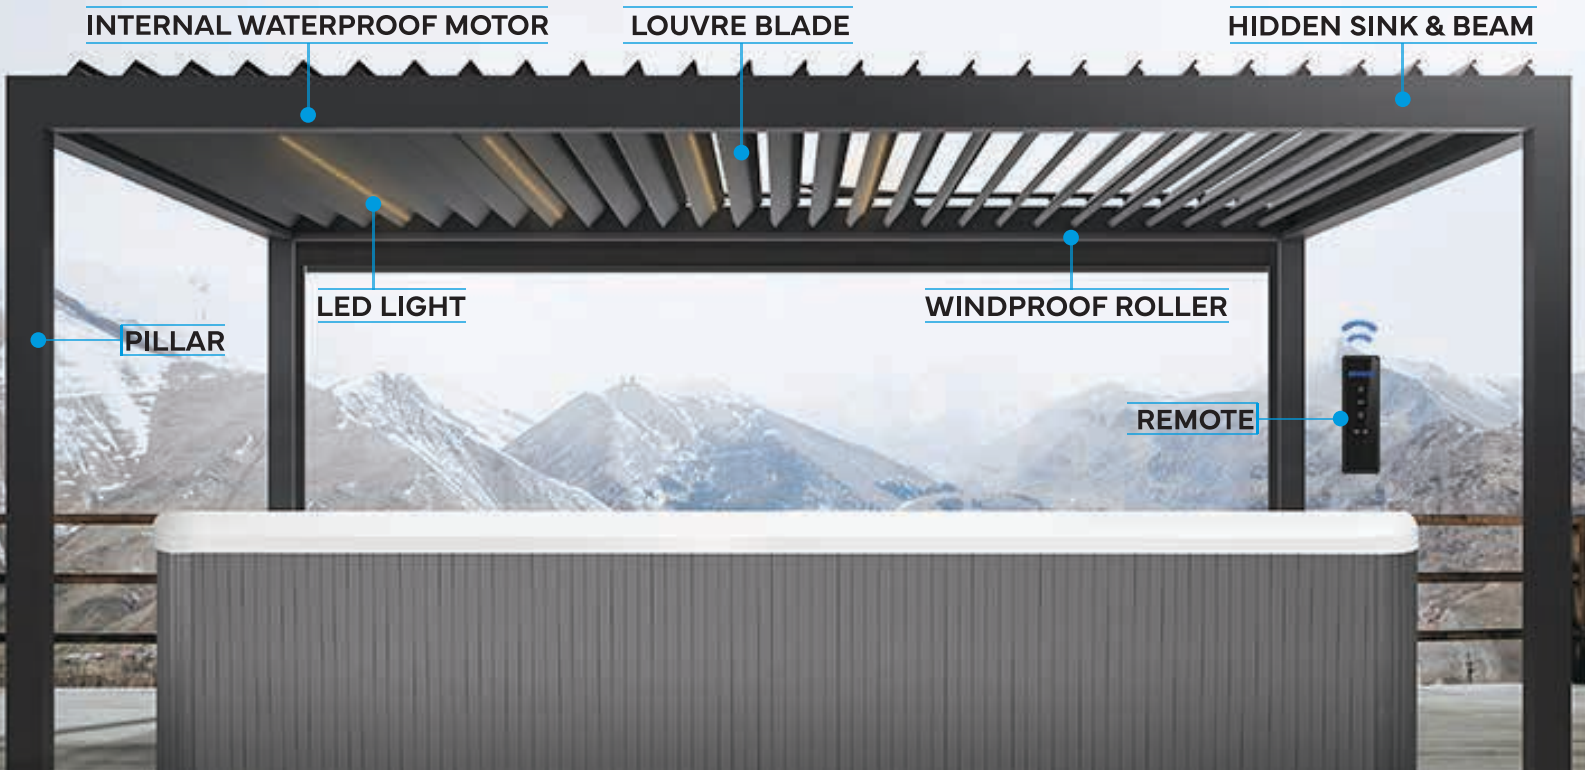 INTERNAL WATERPROOF MOTOR
LOUVRE BLADE
HIDDEN SINK & BEAM
LED LIGHT
WINDPROOF ROLLER
PILLAR
REMOTE